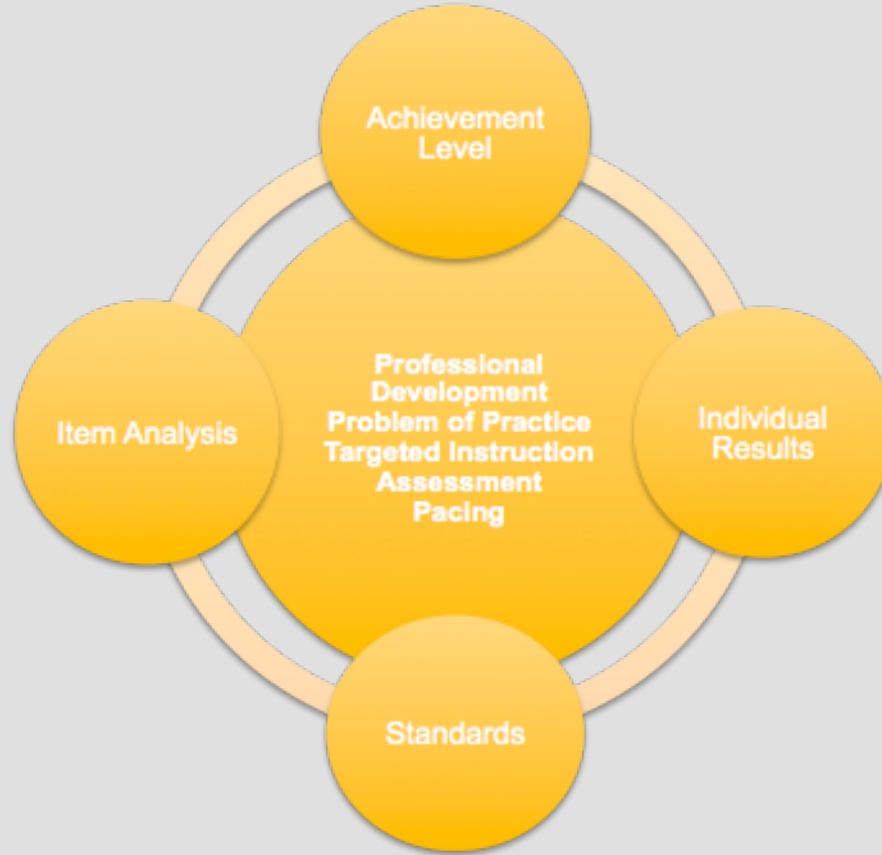 Achievement
Level
Professional
Development
Problem of Practice
Targeted Instruction
Assessment
Pacing
Item Analysis
Individual
Results
Standards